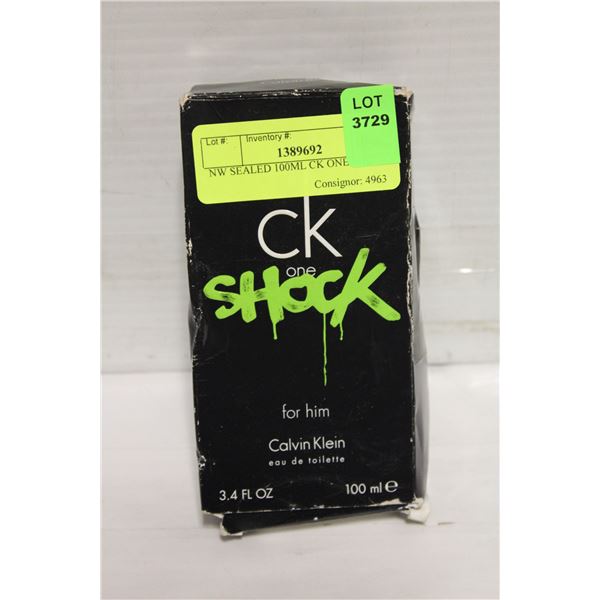 LOT
3729
Lot #:
Inventory #:
1389692
NW SEALED 100ML CK ONE
Consignor: 4963
ck
one
SHOCK
for him
Calvin Klein
eau de toilette
3.4 FL OZ
100 ml ℮